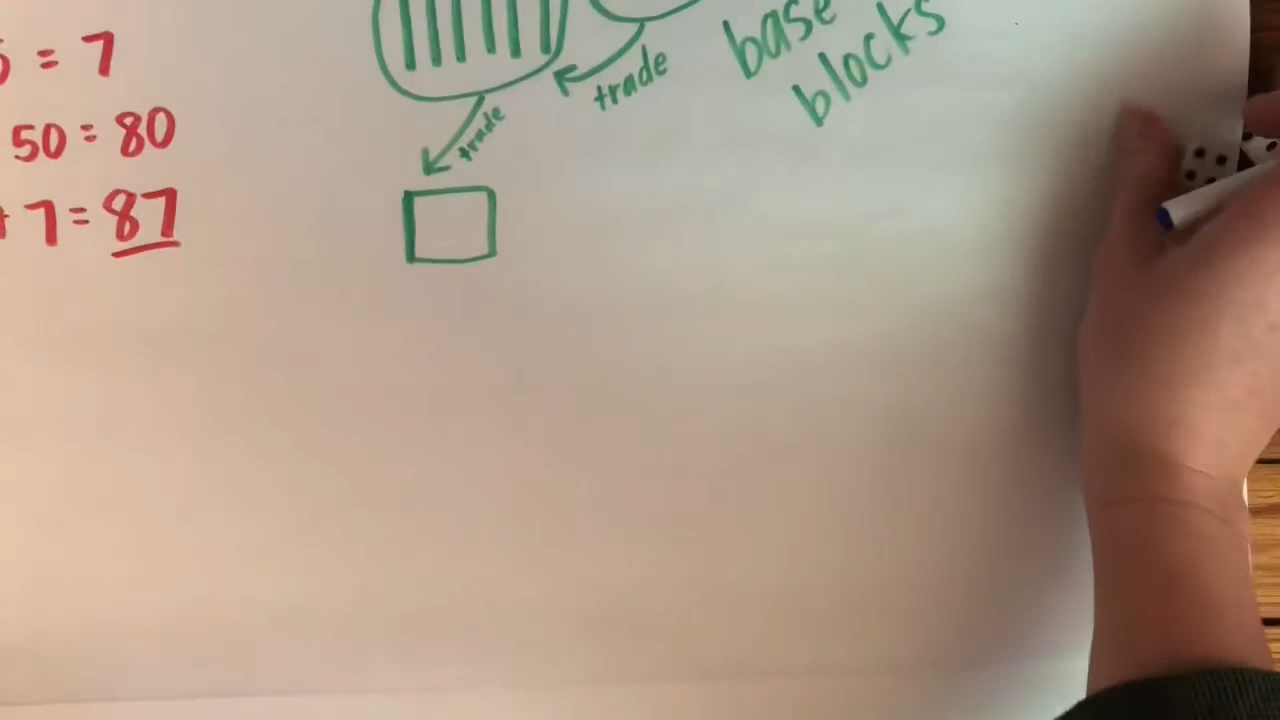 = 7
50 = 80
7 = 87
trade
trade
base
blocks